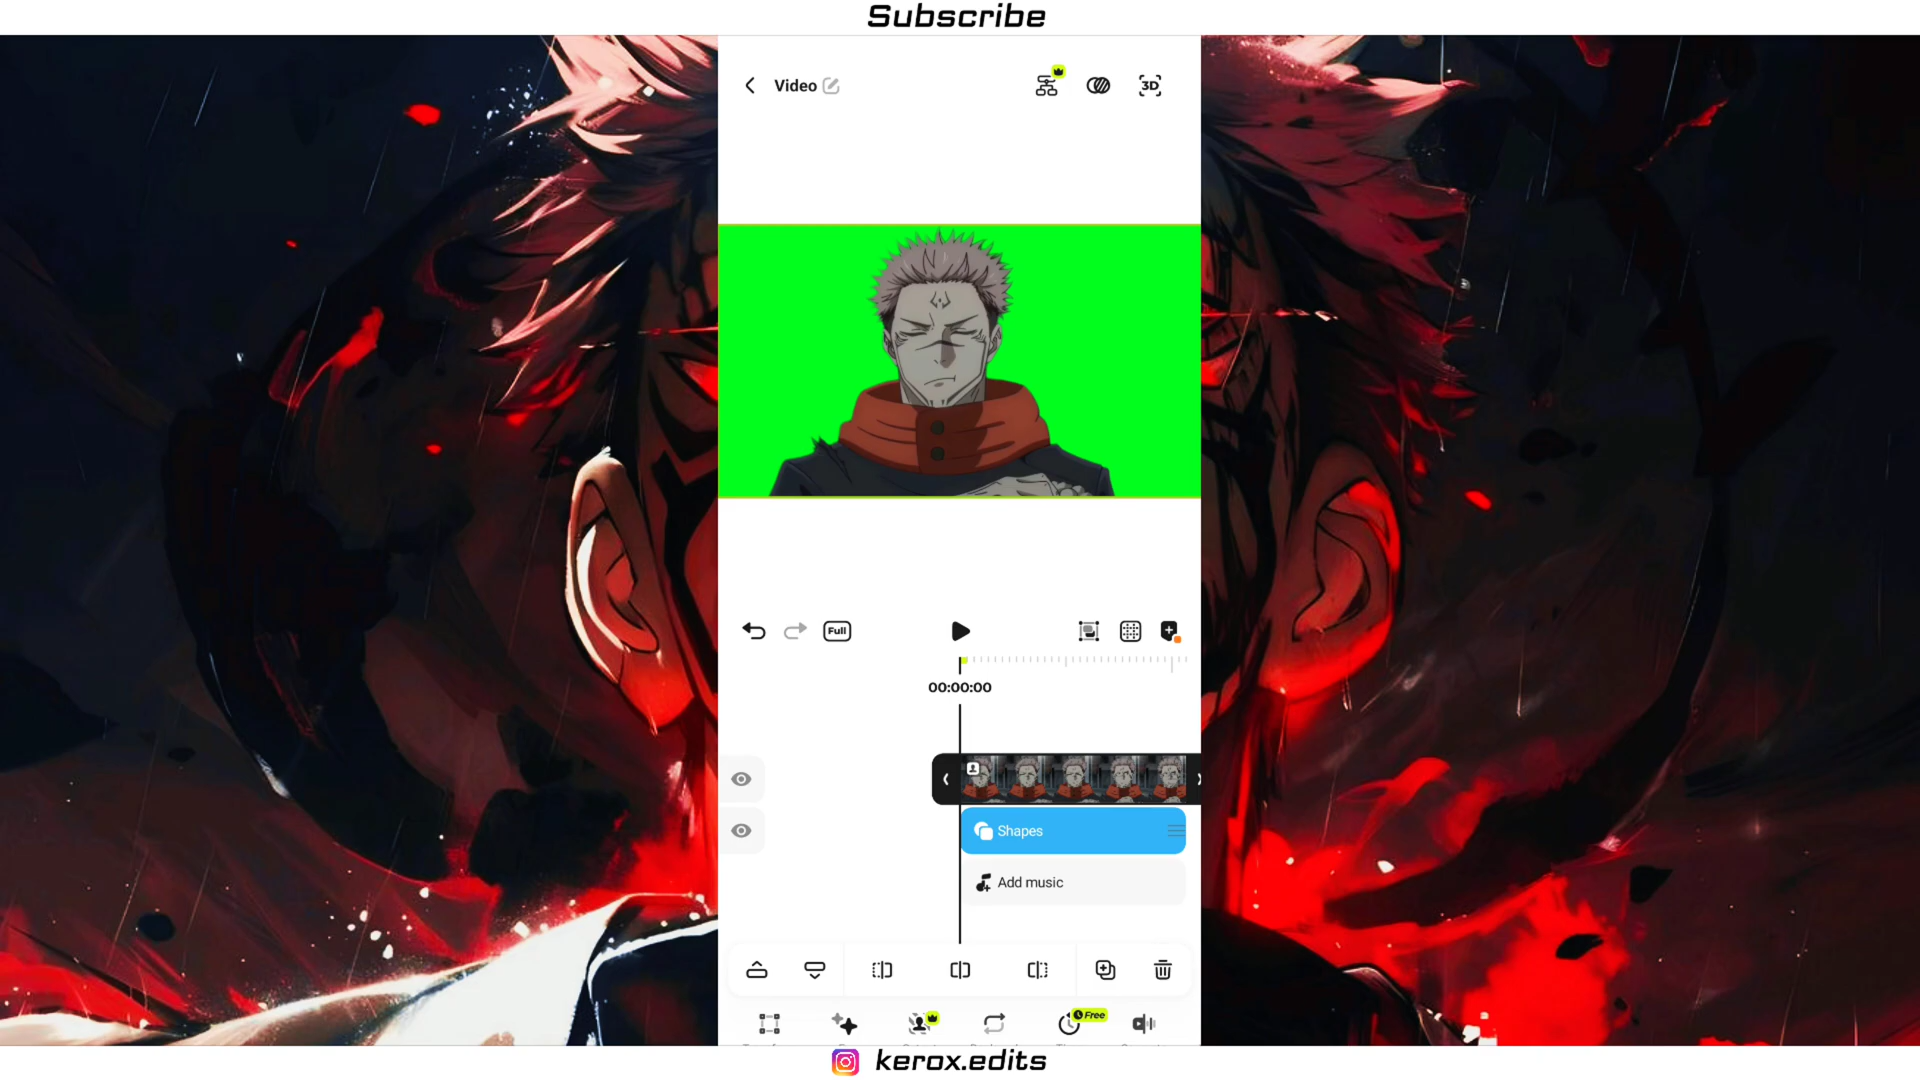 Subscribe
Video
3D
Full
00:00:00
Shapes
Add music
Free
kerox.edits